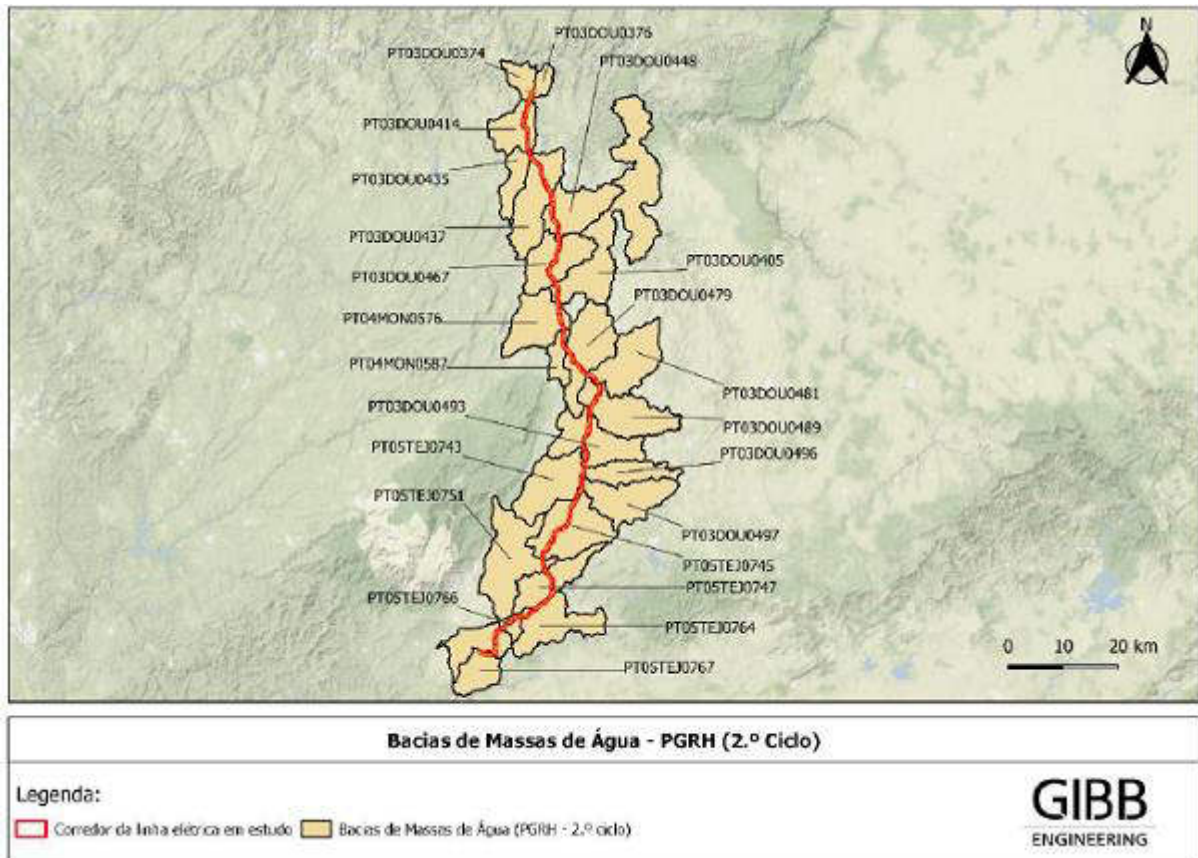 PT03DOU0376
N
PT03DOU0374
PT03DOU0448
PT03DOU0414
PT03DOU0435
PT03DOU0437
PT03DOU0405
PT03DOU0467
PT03DOU0479
PT04MON0576
PT04MON0587
PT03DOU0481
PT03DOU0493
PT03DOU0489
PT05TEJ0743
PT03DOU0496
PT05TEJ0751
PT03DOU0497
PT05TEJ0745
PT05TEJ0747
PT05TEJ0766
PT05TEJ0764
0 10 20 km
PT05TEJ0767
Bacias de Massas de Água - PGRH (2.º Ciclo)
Legenda:
Corredor da linha elétrica em estudo
Bacias de Massas de Água (PGRH - 2.º ciclo)
GIBB
ENGINEERING